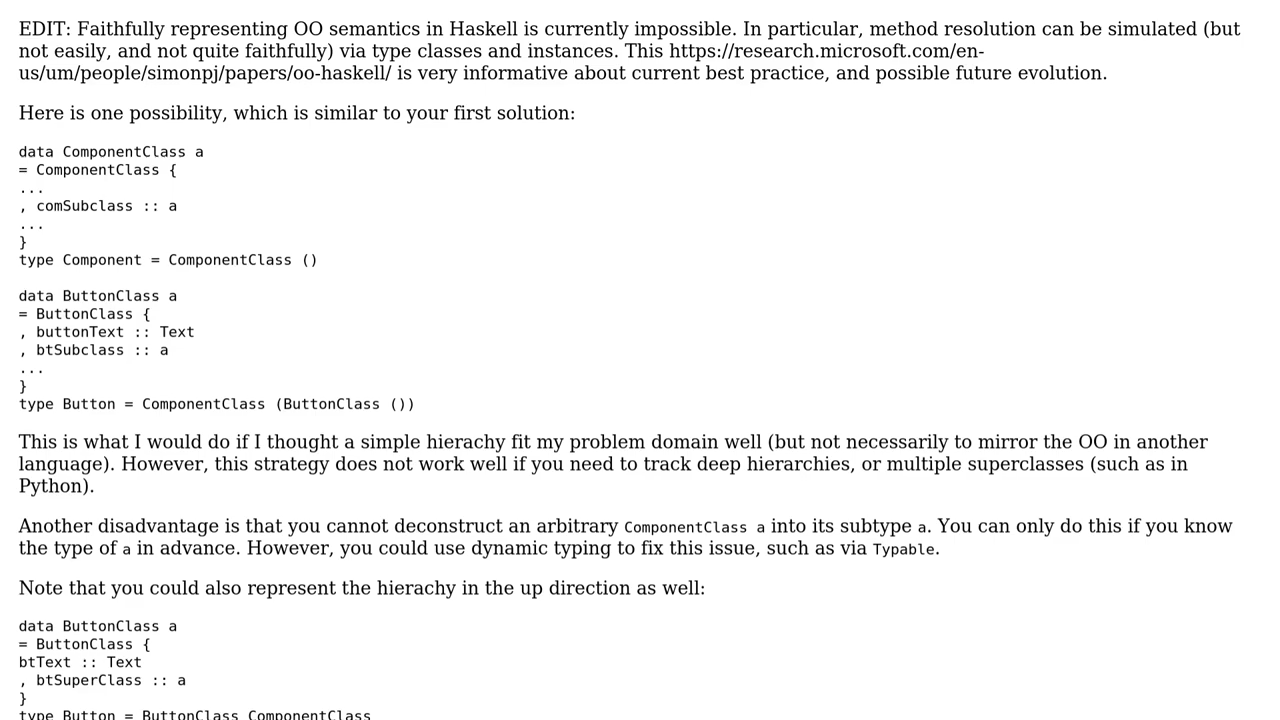 EDIT: Faithfully representing OO semantics in Haskell is currently impossible. In particular, method resolution can be simulated (but
not easily, and not quite faithfully) via type classes and instances. This https://research.microsoft.com/en-
us/um/people/simonpj/papers/oo-haskell/ is very informative about current best practice, and possible future evolution.
Here is one possibility, which is similar to your first solution:
data ComponentClass a
= ComponentClass {
...
, comSubclass :: a
...
}
type Component = ComponentClass ()
data ButtonClass a
= ButtonClass {
, buttonText :: Text
, btSubclass :: a
...
}
type Button = ComponentClass (ButtonClass ())
This is what I would do if I thought a simple hierachy fit my problem domain well (but not necessarily to mirror the OO in another
language). However, this strategy does not work well if you need to track deep hierarchies, or multiple superclasses (such as in
Python).
Another disadvantage is that you cannot deconstruct an arbitrary ComponentClass a into its subtype a. You can only do this if you know
the type of a in advance. However, you could use dynamic typing to fix this issue, such as via Typable.
Note that you could also represent the hierachy in the up direction as well:
data ButtonClass a
= ButtonClass {
btText :: Text
, btSuperClass :: a
}
type Button = ButtonClass ComponentClass